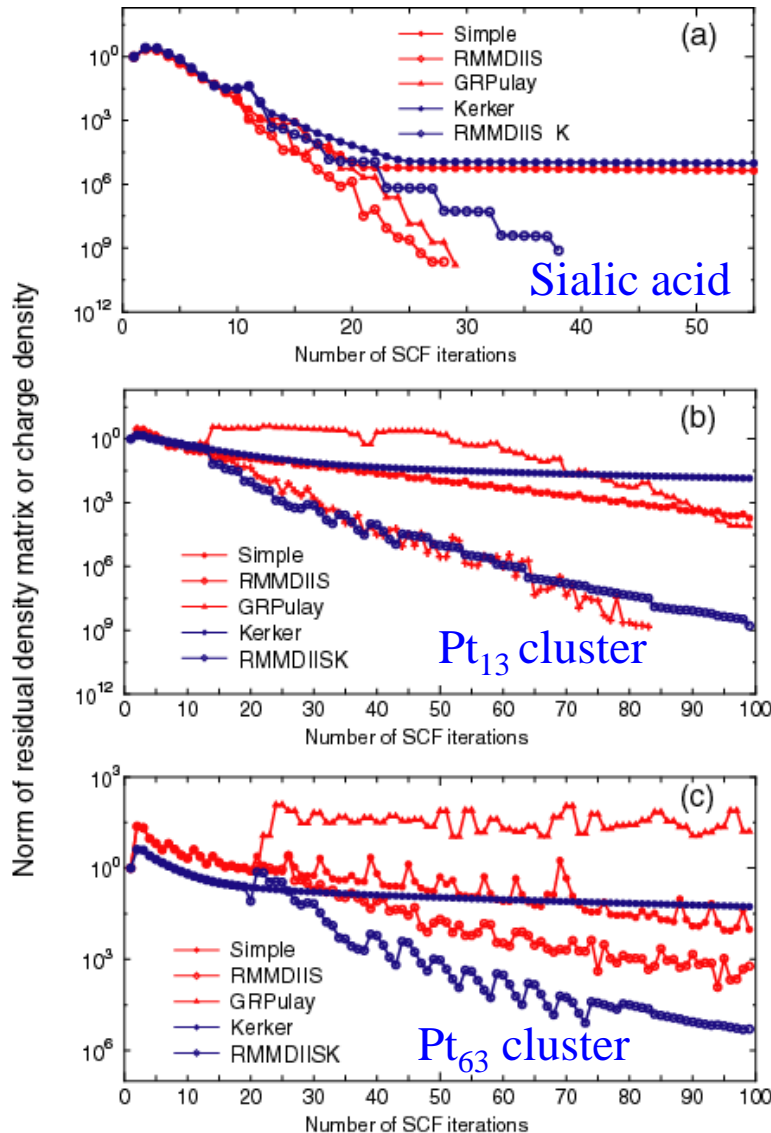 Norm of residual density matrix or charge density
(a)
Simple
RMMDIIS
GRPulay
Kerker
RMMDIIS K
10^0
10^3
10^6
10^9
10^12
Sialic acid
0 10 20 30 40 50
Number of SCF iterations
(b)
10^0
10^3
10^6
10^9
10^12
Simple
RMMDIIS
GRPulay
Kerker
RMMDIISK
Pt13 cluster
0 10 20 30 40 50 60 70 80 90 100
Number of SCF iterations
(c)
10^3
10^0
10^3
10^6
Simple
RMMDIIS
GRPulay
Kerker
RMMDIISK
Pt63 cluster
0 10 20 30 40 50 60 70 80 90 100
Number of SCF iterations